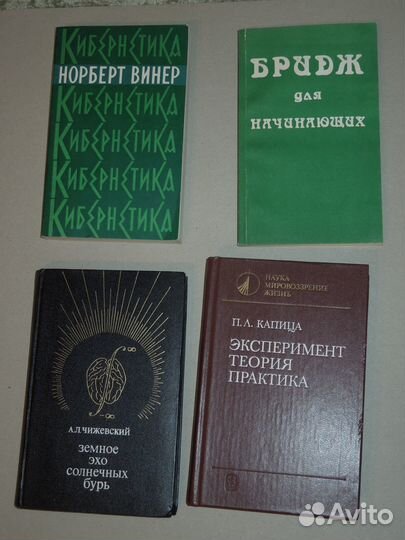 Кибернетика
НОРБЕРТ ВИНЕР
Кибернетика
Кибернетика
Кибернетика
Кибернетика
БРИДЖ
для
НАЧИНАЮЩИХ
А.Л.ЧИЖЕВСКИЙ
земное
эхо
солнечных
бурь
НАУКА
МИРОВОЗЗРЕНИЕ
ЖИЗНЬ
П.Л. КАПИЦА
ЭКСПЕРИМЕНТ
ТЕОРИЯ
ПРАКТИКА
Avito